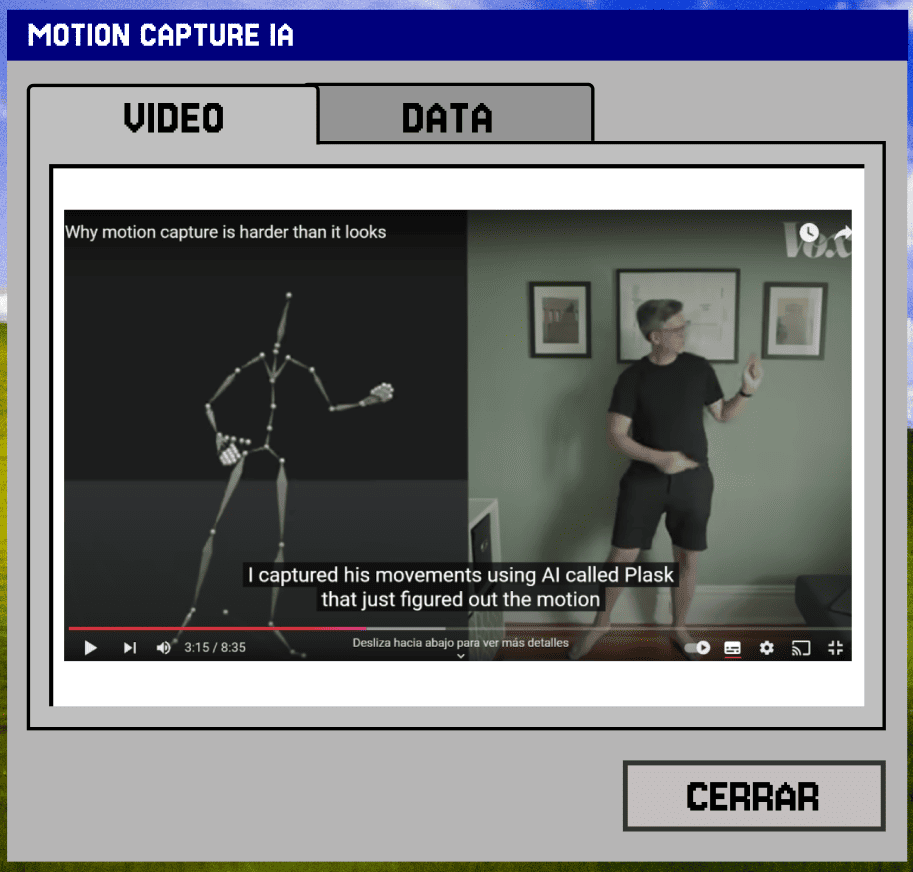 MOTION CAPTURE IA
VIDEO
DATA
Why motion capture is harder than it looks
Vox
I captured his movements using AI called Plask
that just figured out the motion
3:15 / 8:35
Desliza hacia abajo para ver más detalles
CERRAR